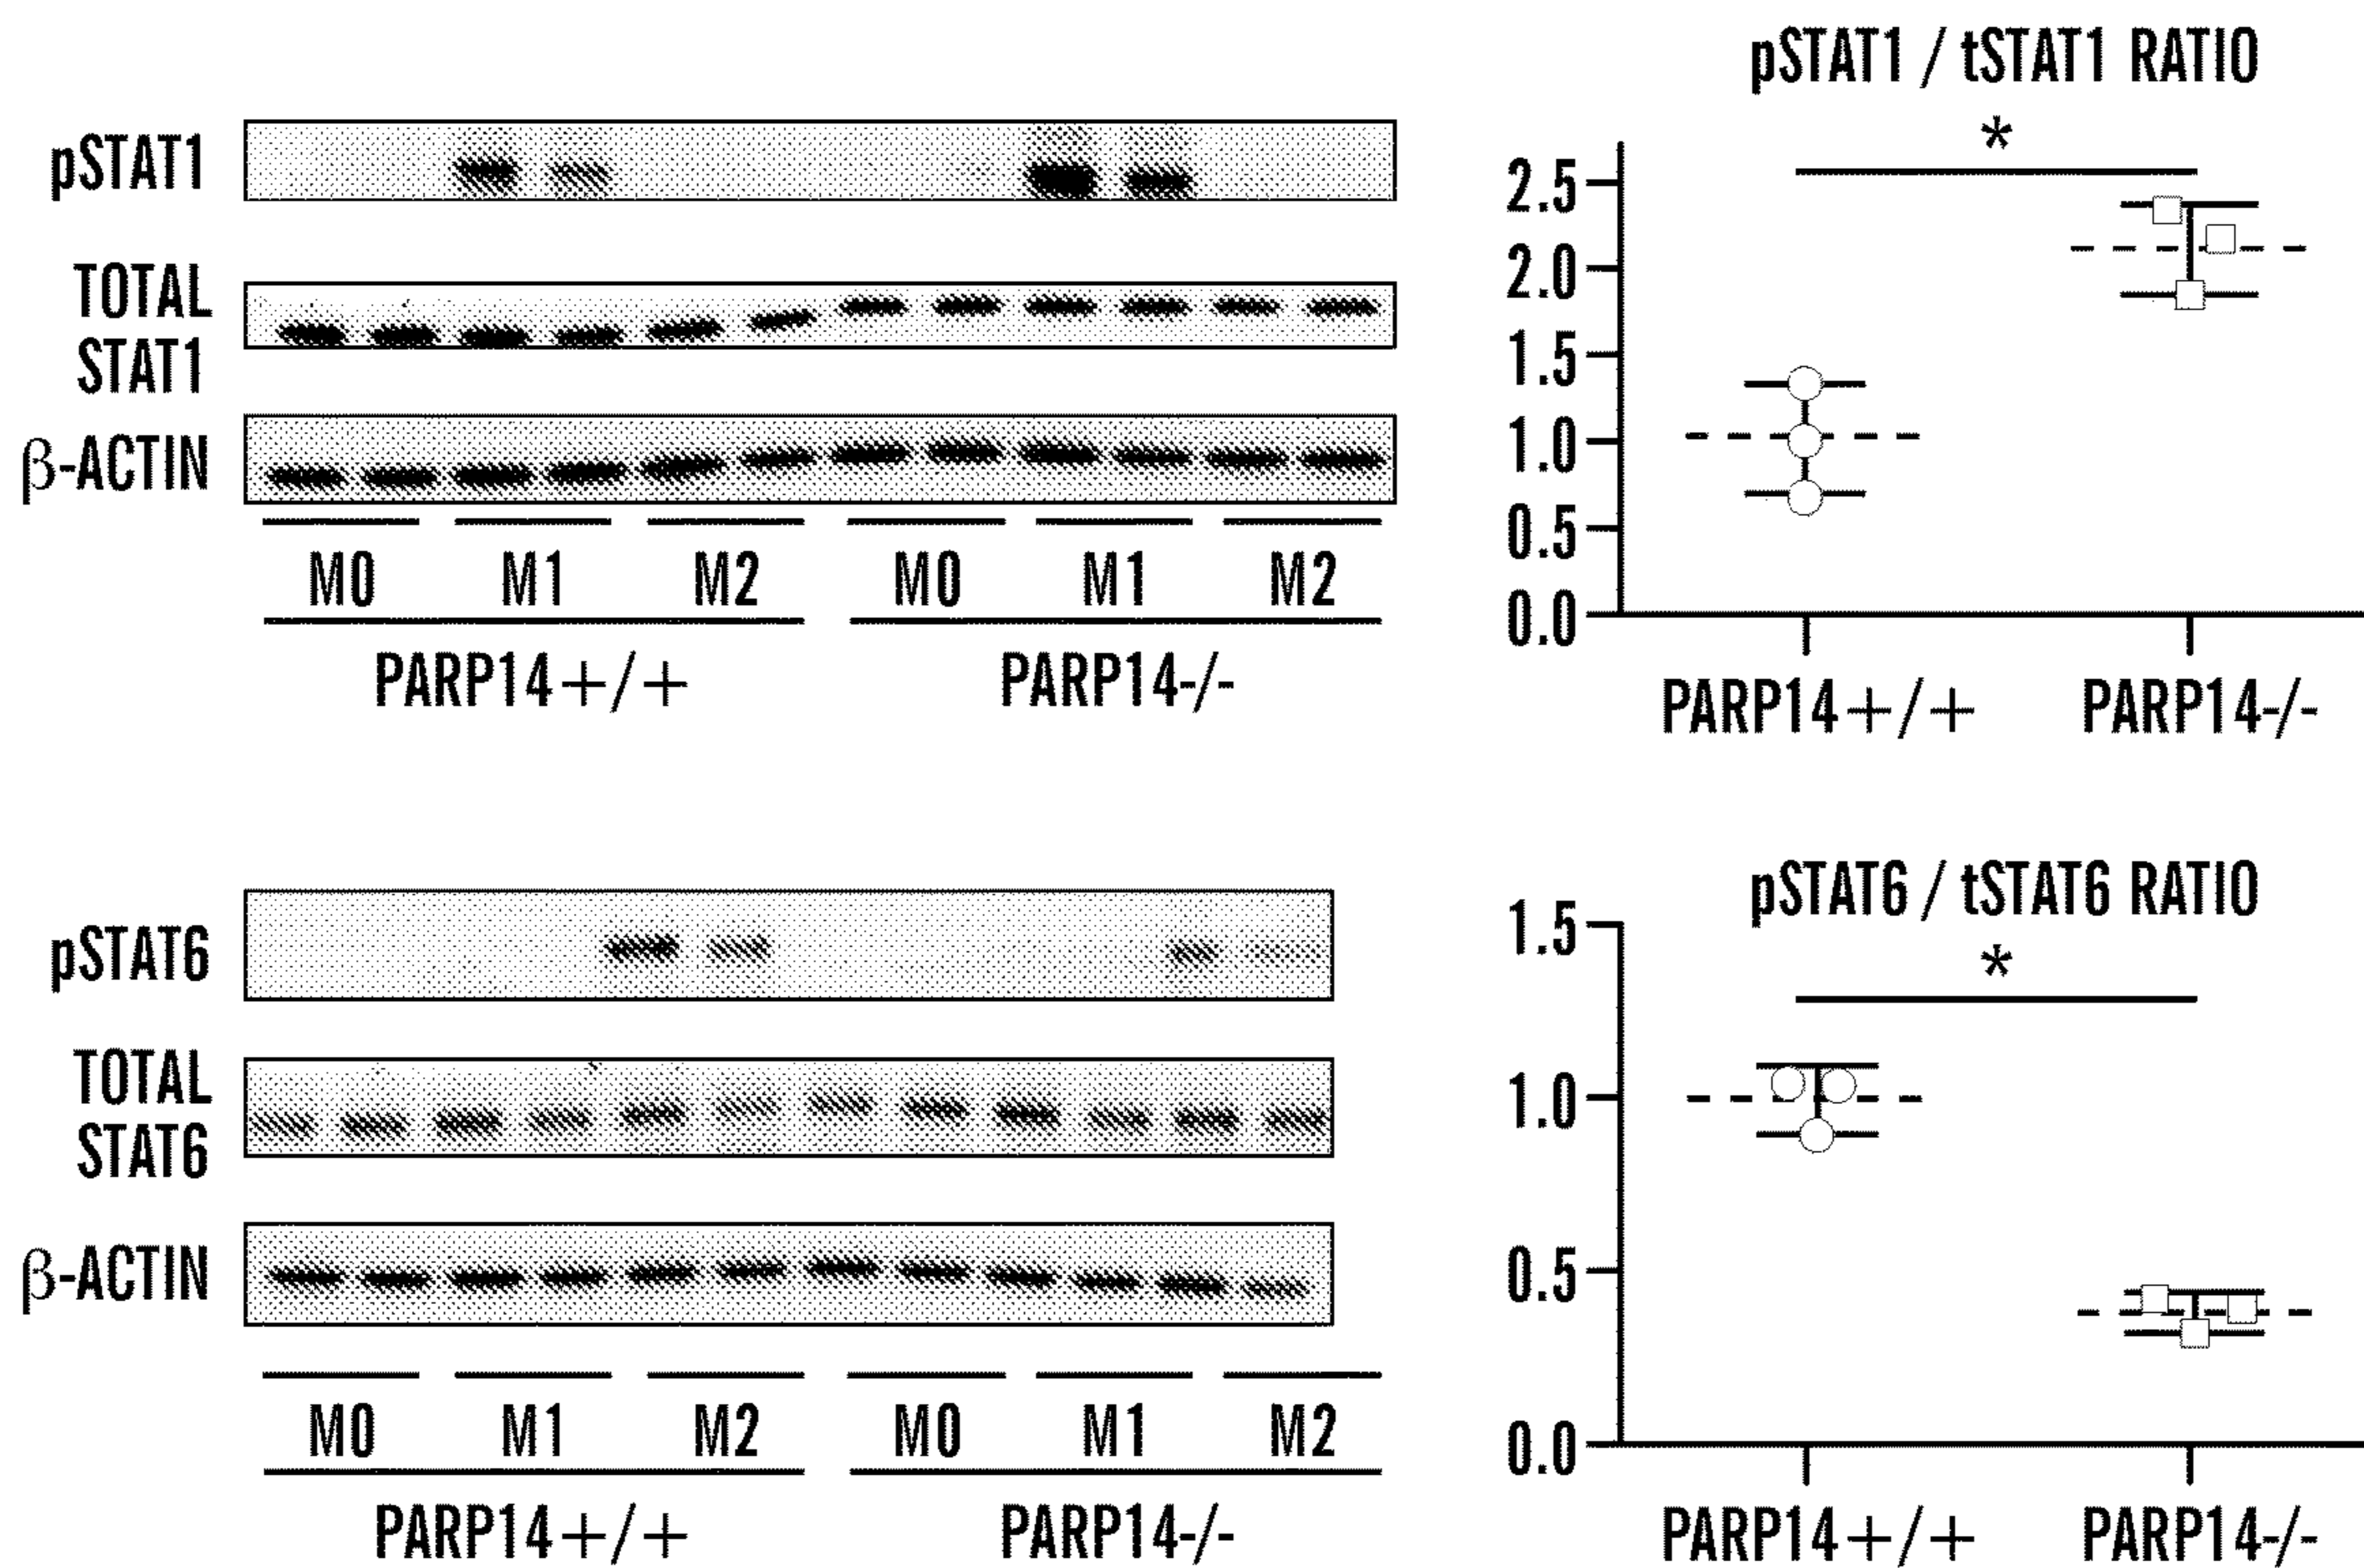 pSTAT1
TOTAL
STAT1
β-ACTIN
M0 M1 M2 M0 M1 M2
PARP14+/+ PARP14-/-
pSTAT1 / tSTAT1 RATIO
*
2.5
2.0
1.5
1.0
0.5
0.0
PARP14+/+ PARP14-/-
pSTAT6
TOTAL
STAT6
β-ACTIN
M0 M1 M2 M0 M1 M2
PARP14+/+ PARP14-/-
pSTAT6 / tSTAT6 RATIO
*
1.5
1.0
0.5
0.0
PARP14+/+ PARP14-/-